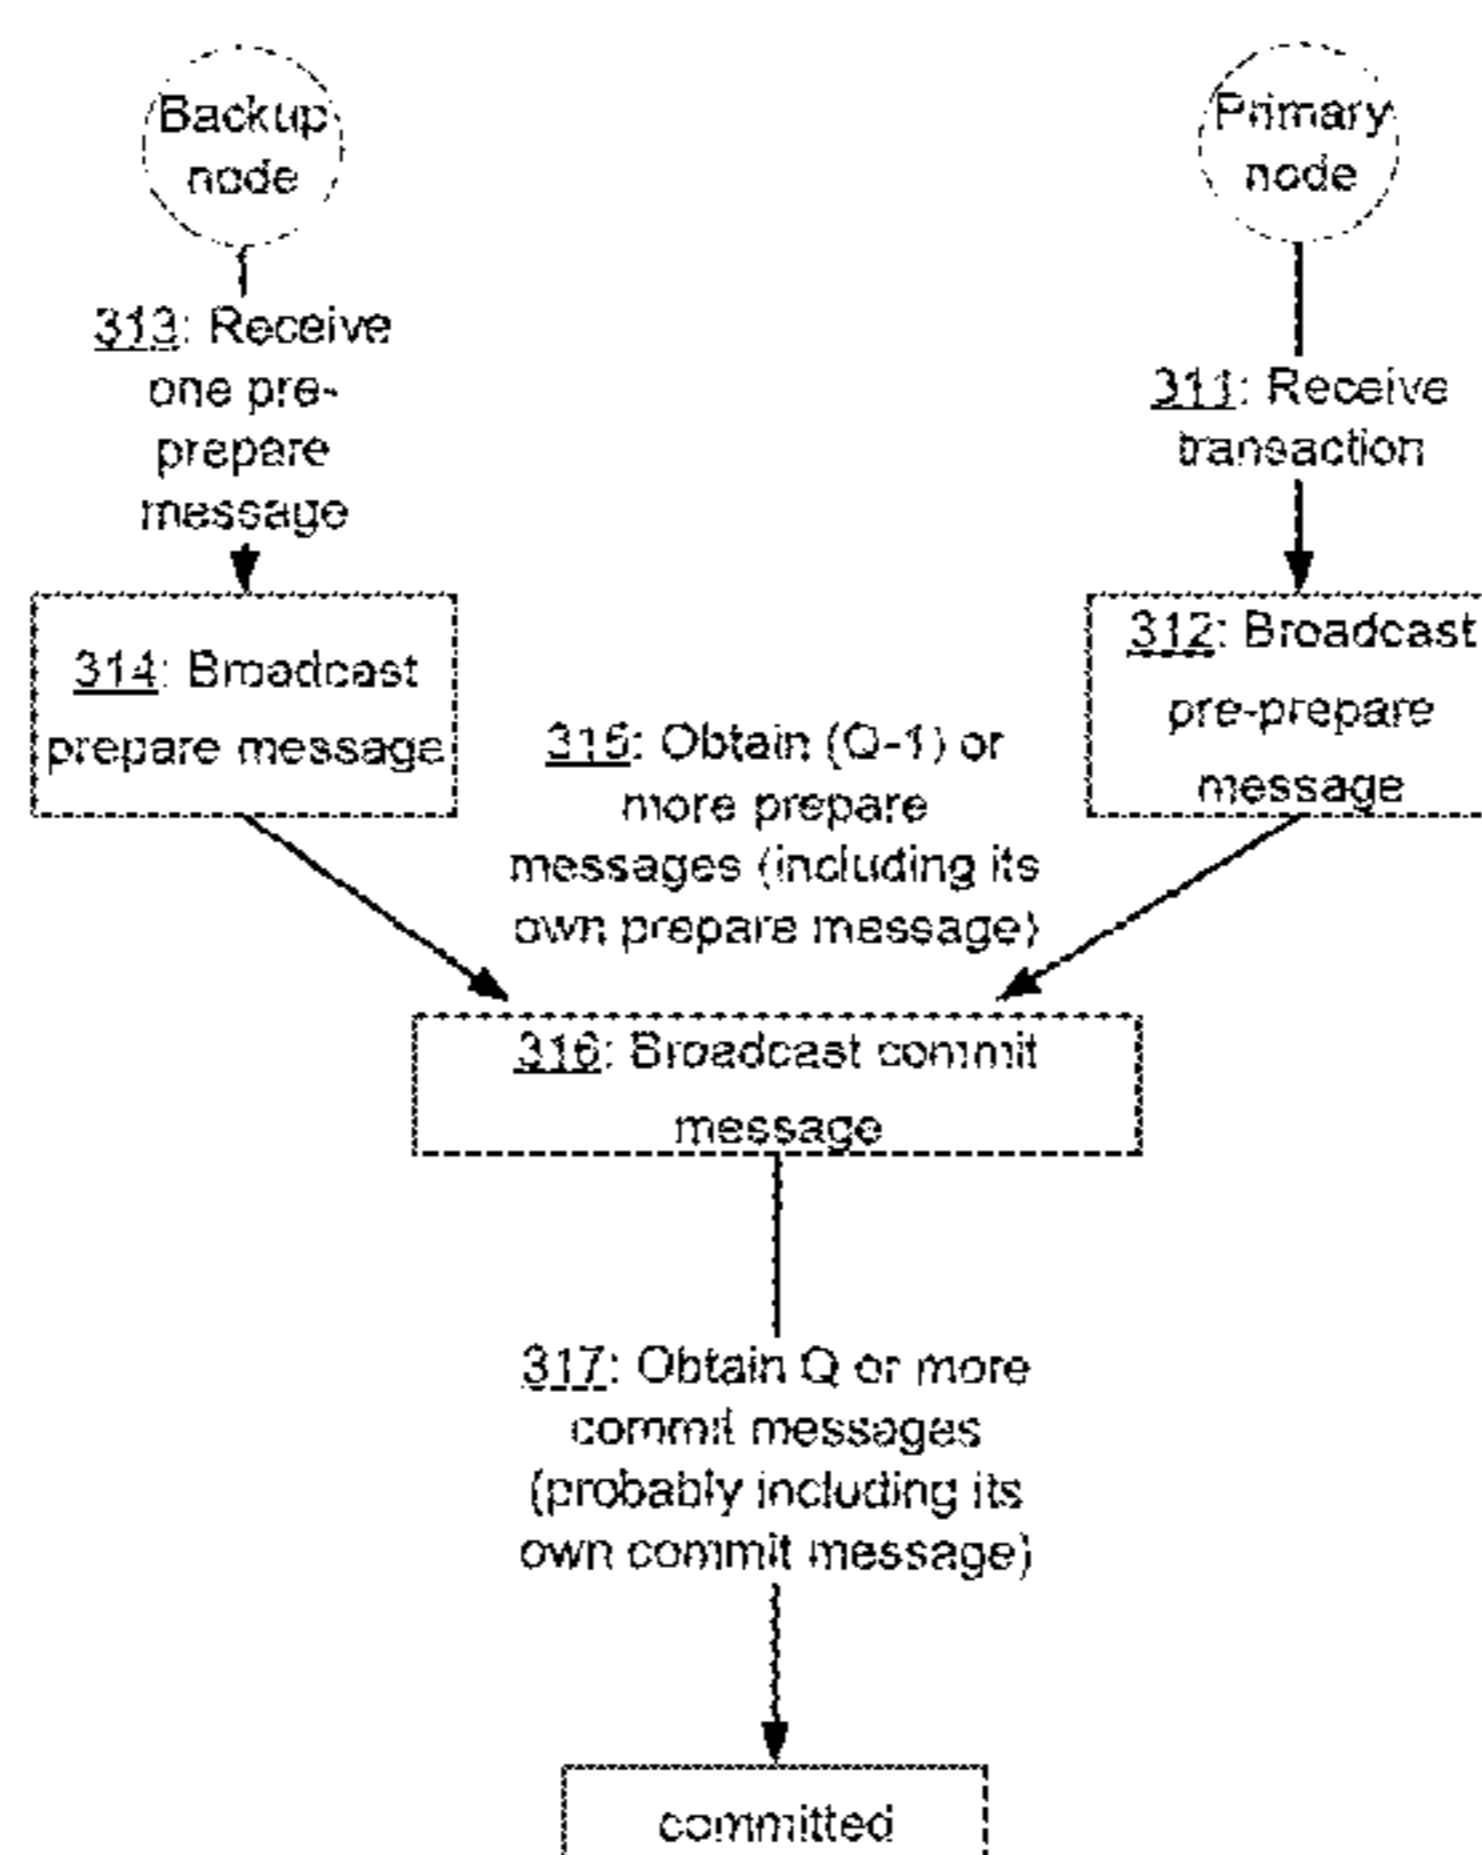 Backup
node
Primary
node
313: Receive
one pre-
prepare
message
311: Receive
transaction
314: Broadcast
prepare message
312: Broadcast
pre-prepare
message
315: Obtain (Q-1) or
more prepare
messages (including its
own prepare message)
316: Broadcast commit
message
317: Obtain Q or more
commit messages
(probably including its
own commit message)
committed